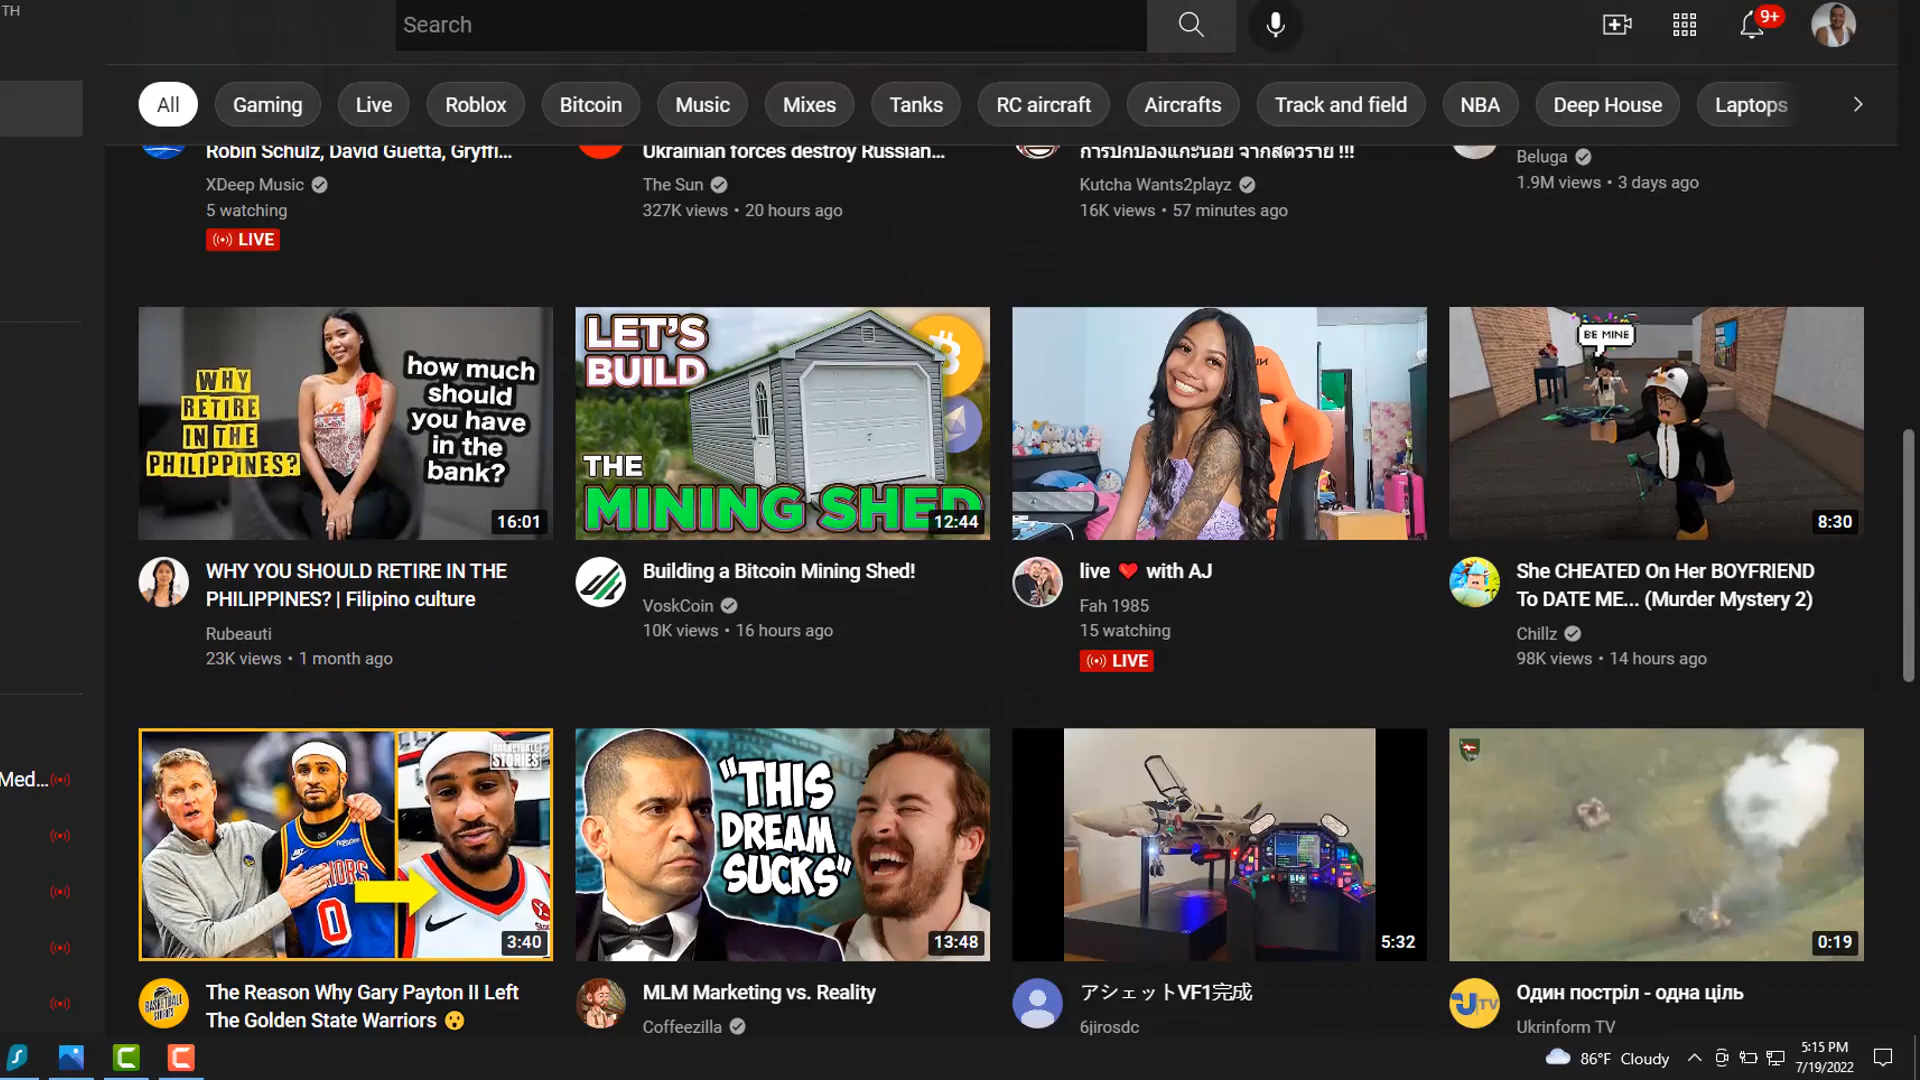 TH
Search
9+
All
Gaming
Live
Roblox
Bitcoin
Music
Mixes
Tanks
RC aircraft
Aircrafts
Track and field
NBA
Deep House
Laptops
Robin Schulz, David Guetta, Gryffi...
XDeep Music
5 watching
LIVE
Ukrainian forces destroy Russian...
The Sun
327K views • 20 hours ago
การปกป้องแกะน้อย จากสัตว์ร้าย !!!
Kutcha Wants2playz
16K views • 57 minutes ago
Beluga
1.9M views • 3 days ago
WHY
RETIRE
IN THE
PHILIPPINES?
how much
should
you have
in the
bank?
16:01
WHY YOU SHOULD RETIRE IN THE
PHILIPPINES? | Filipino culture
Rubeauti
23K views • 1 month ago
LET'S
BUILD
THE
MINING SHED
12:44
Building a Bitcoin Mining Shed!
VoskCoin
10K views • 16 hours ago
live ❤️ with AJ
Fah 1985
15 watching
LIVE
BE MINE
8:30
She CHEATED On Her BOYFRIEND
To DATE ME... (Murder Mystery 2)
Chillz
98K views • 14 hours ago
Med...
BASKETBALL
STORIES
0
3:40
BASKETBALL
STORIES
The Reason Why Gary Payton II Left
The Golden State Warriors 😮
"THIS
DREAM
SUCKS"
13:48
MLM Marketing vs. Reality
Coffeezilla
5:32
アシェットVF1完成
6jirosdc
0:19
UTV
Один постріл - одна ціль
Ukrinform TV
86°F Cloudy
5:15 PM
7/19/2022